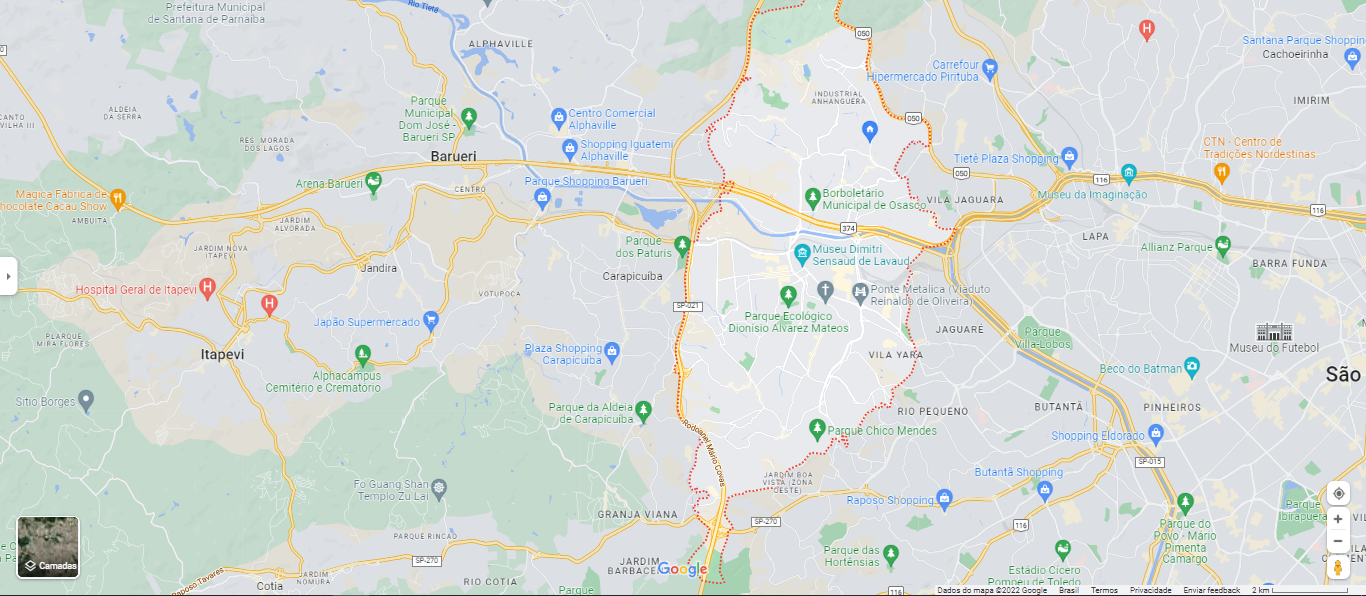 Prefeitura Municipal
de Santana de Parnaíba
Rio Tietê
ALPHAVILLE
050
Carrefour
Hipermercado Pirituba
Santana Parque Shoppin
Cachoeirinha
INDUSTRIAL
ANHANGUERA
IMIRIM
ALDEIA
DA SERRA
CANTO
VILHA III
Parque
Municipal
Dom José -
Barueri SP
Centro Comercial
Alphaville
050
RES. MORADA
DOS LAGOS
Barueri
Shopping Iguatemi
Alphaville
Tietê Plaza Shopping
CTN - Centro de
Tradições Nordestinas
Arena Barueri
CENTRO
Parque Shopping Barueri
050
116
Museu da Imaginação
Mágica Fábrica de
hocolate Cacau Show
AMBUITA
Borboletário
Municipal de Osasco
VILA JAGUARA
116
JARDIM
ALVORADA
374
LAPA
JARDIM NOVA
ITAPEVI
Parque
dos Paturis
Museu Dimitri
Sensaud de Lavaud
Allianz Parque
BARRA FUNDA
Jandira
Carapicuíba
Hospital Geral de Itapevi
VOTUPOCA
SP-021
Ponte Metálica (Viaduto
Reinaldo de Oliveira)
Parque Ecológico
Dionísio Alvares Mateos
Japão Supermercado
JAGUARÉ
Parque
Villa-Lobos
PLARQUE
MIRA FLORES
Itapevi
Plaza Shopping
Carapicuíba
VILA YARA
Museu do Futebol
Beco do Batman
São
Alphacampus
Cemitério e Crematório
Sítio Borges
Parque da Aldeia
de Carapicuíba
RIO PEQUENO
BUTANTÃ
PINHEIROS
Parque Chico Mendes
Shopping Eldorado
Rodoanel Mário Covas
SP-015
JARDIM BOA
VISTA (ZONA
OESTE)
Butantã Shopping
Fo Guang Shan
Templo Zu Lai
Raposo Shopping
GRANJA VIANA
SP-270
116
Parque
Ibirapuera
PARQUE RINCÃO
SP-270
Parque do
Povo - Mário
Pimenta
Camargo
Parque das
Hortênsias
JARDIM
BARBACE
Google
Camadas
Raposo Tavares
Cotia
JARDIM
NOMURA
RIO COTIA
Parque
116
Estádio Cícero
Pompeu de Toledo
Dados do mapa ©2022 Google
Brasil
Termos
Privacidade
Enviar feedback
2 km